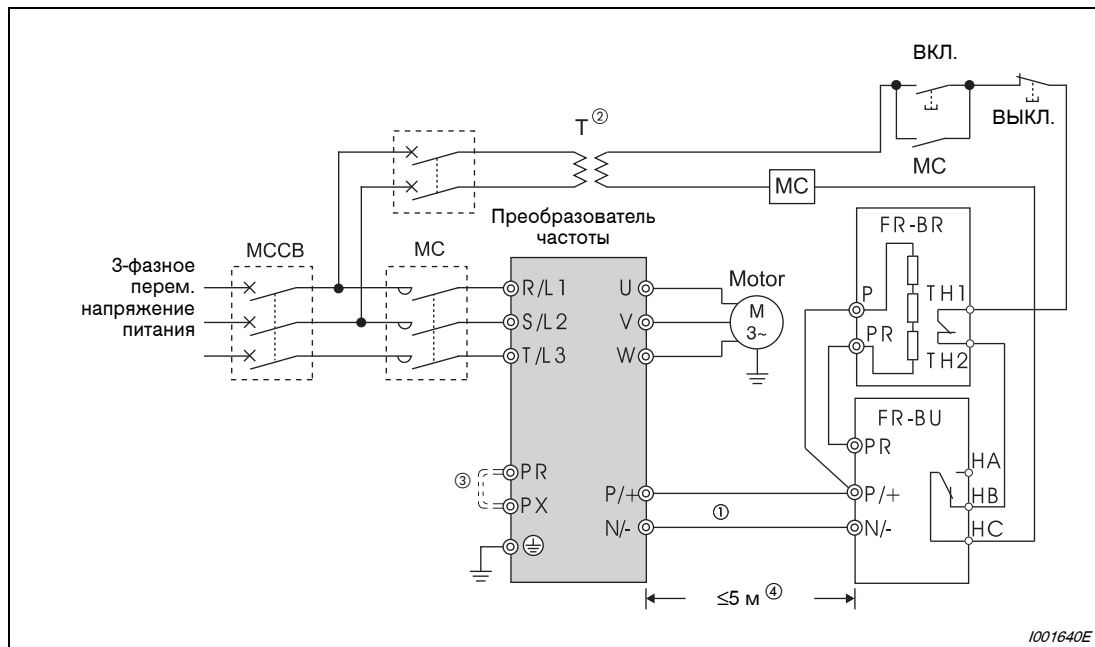 ВКЛ.
ВЫКЛ.
MC
T ②
MC
Преобразователь
частоты
MCCB
MC
3-фазное
перем.
напряжение
питания
R/L1
S/L2
T/L3
U
V
W
Motor
M
3~
FR-BR
P
PR
TH1
TH2
FR-BU
PR
P/+
N/-
HA
HB
HC
③
PR
PX
P/+
N/-
①
≤5 м ④
I001640E